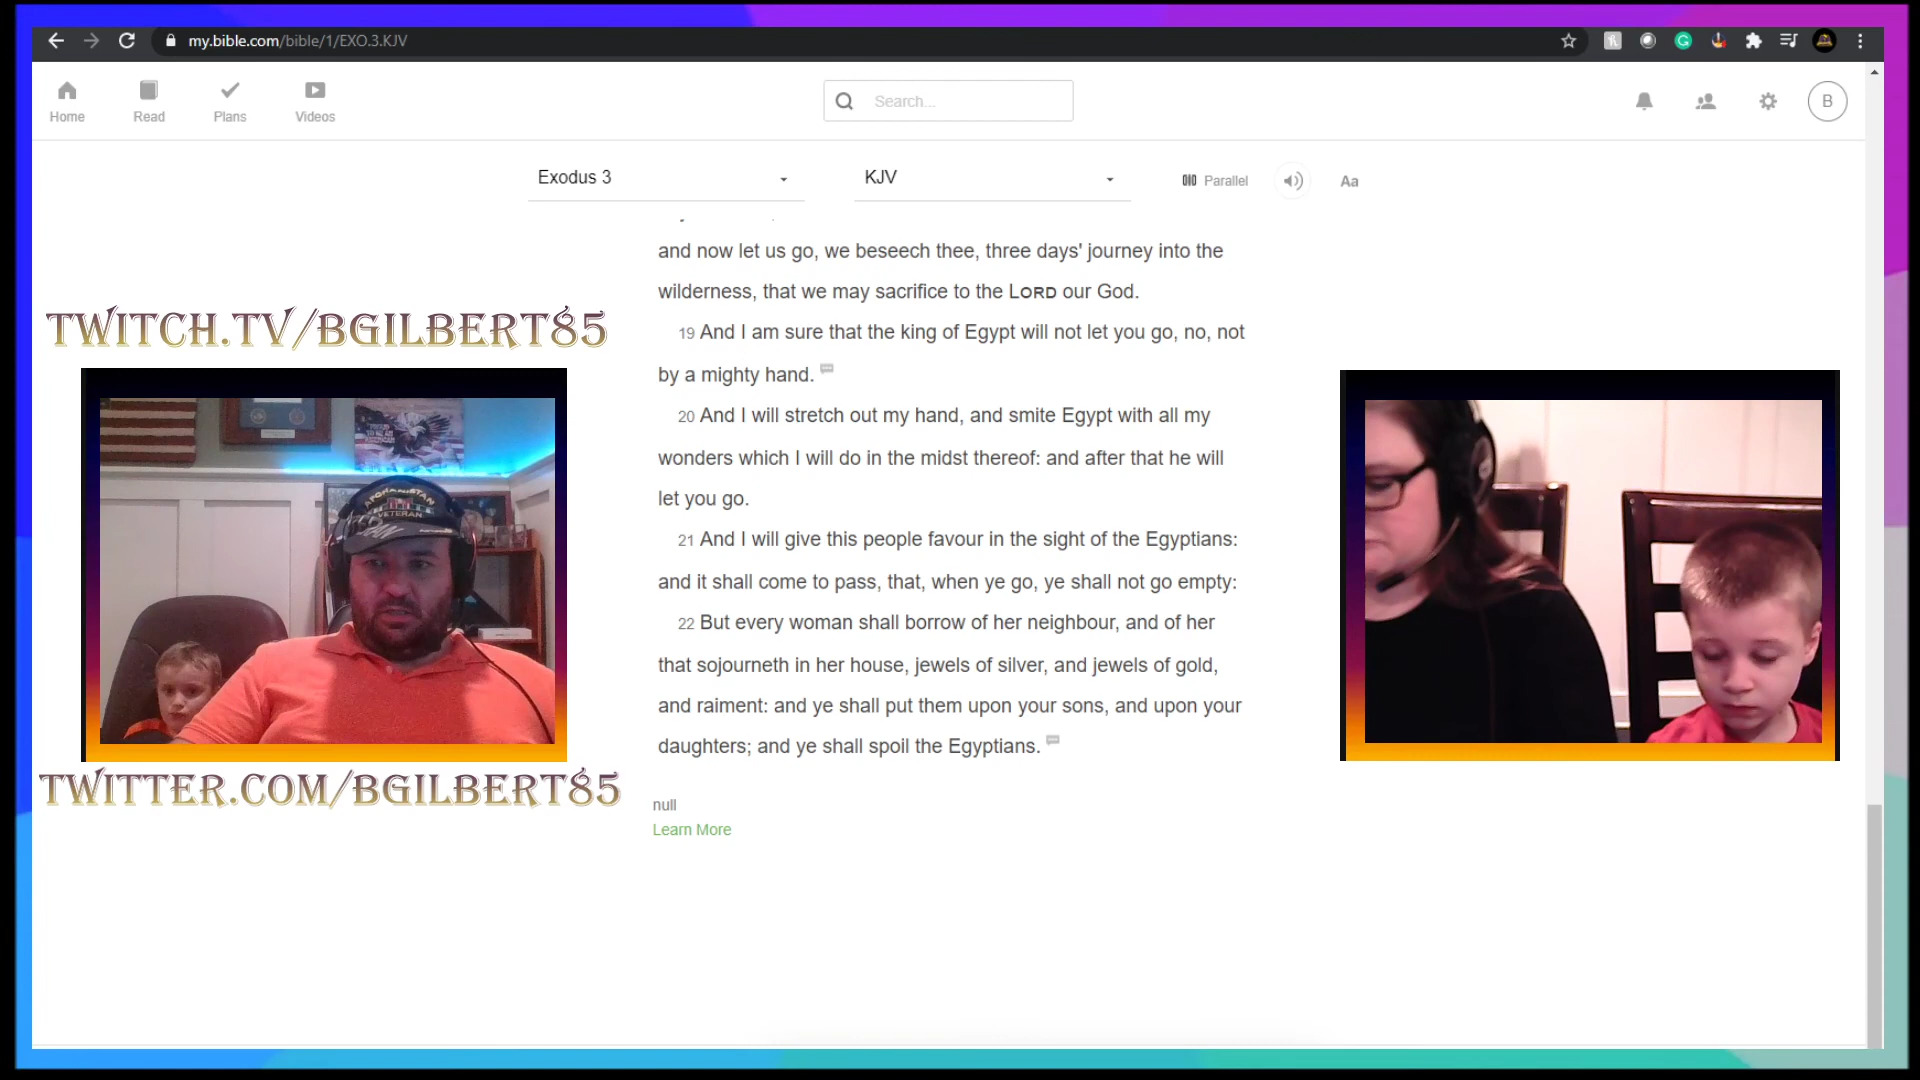 my.bible.com/bible/1/EXO.3.KJV
Home
Read
Plans
Videos
Search...
B
Exodus 3
KJV
Parallel
Aa
and now let us go, we beseech thee, three days' journey into the
wilderness, that we may sacrifice to the LORD our God.
19 And I am sure that the king of Egypt will not let you go, no, not
by a mighty hand.
20 And I will stretch out my hand, and smite Egypt with all my
wonders which I will do in the midst thereof: and after that he will
let you go.
21 And I will give this people favour in the sight of the Egyptians:
and it shall come to pass, that, when ye go, ye shall not go empty:
22 But every woman shall borrow of her neighbour, and of her
that sojourneth in her house, jewels of silver, and jewels of gold,
and raiment: and ye shall put them upon your sons, and upon your
daughters; and ye shall spoil the Egyptians.
null
Learn More
TWITCH.TV/BGILBERT85
AFGHANISTAN
VETERAN
TWITTER.COM/BGILBERT85